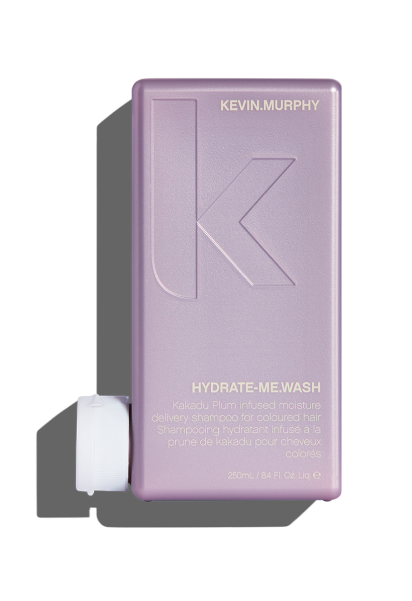 KEVIN.MURPHY
K
HYDRATE-ME.WASH
Kakadu Plum infused moisture
delivery shampoo for coloured hair
Shampooing hydratant infusé à la
prune de kakadu pour cheveux
colorés
250mL / 8.4 Fl. Oz. Liq. ℮